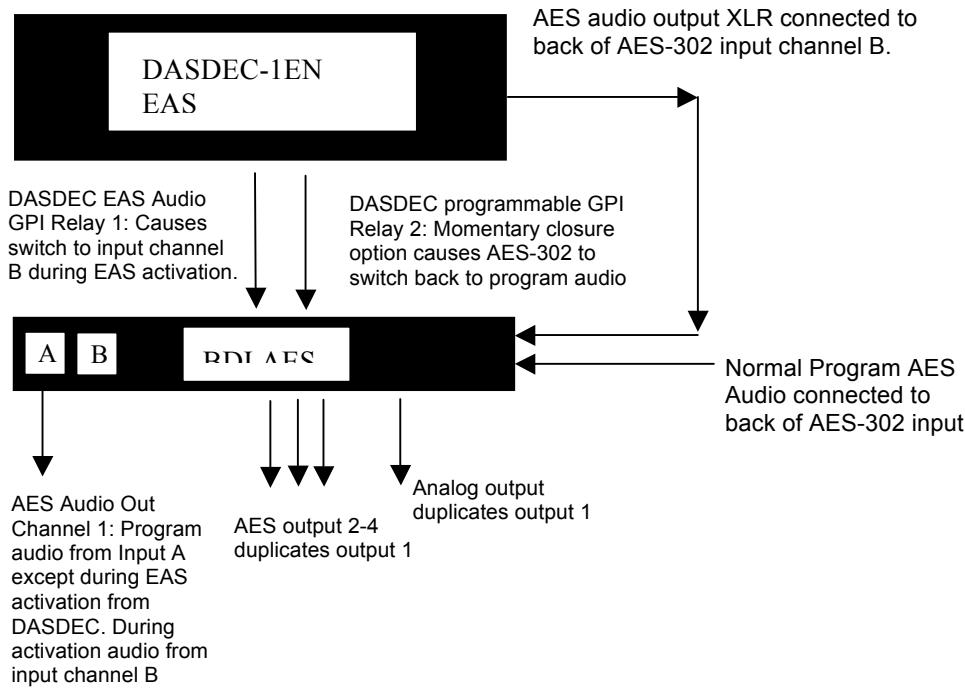 AES audio output XLR connected to
back of AES-302 input channel B.
DASDEC-1EN
EAS
DASDEC EAS Audio
GPI Relay 1: Causes
switch to input channel
B during EAS activation.
DASDEC programmable GPI
Relay 2: Momentary closure
option causes AES-302 to
switch back to program audio
A
B
BDI AES
Normal Program AES
Audio connected to
back of AES-302 input
AES Audio Out
Channel 1: Program
audio from Input A
except during EAS
activation from
DASDEC. During
activation audio from
input channel B
AES output 2-4
duplicates output 1
Analog output
duplicates output 1